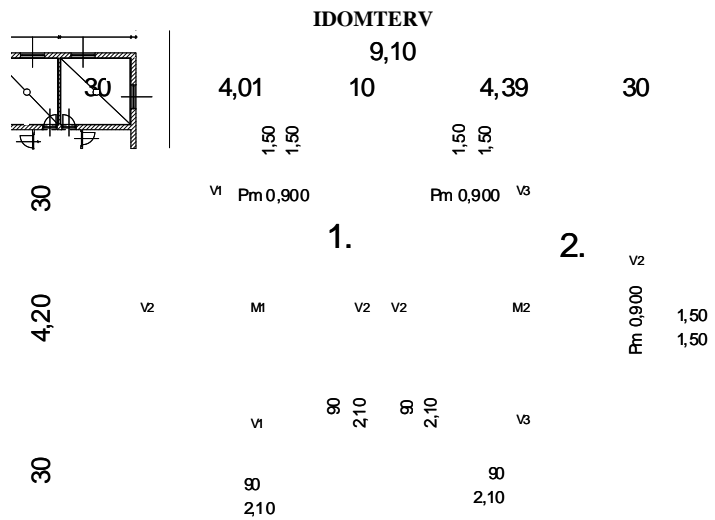 IDOMTERV
9,10
30 4,01 10 4,39 30
1,50 1,50 1,50 1,50
30 V1 Pm 0,900 Pm 0,900 V3
1. 2.
V2
4,20 V2 M1 V2 V2 M2 Pm 0,900 1,50
1,50
90 2,10 90 2,10
V1 V3
30 90 90
2,10 2,10